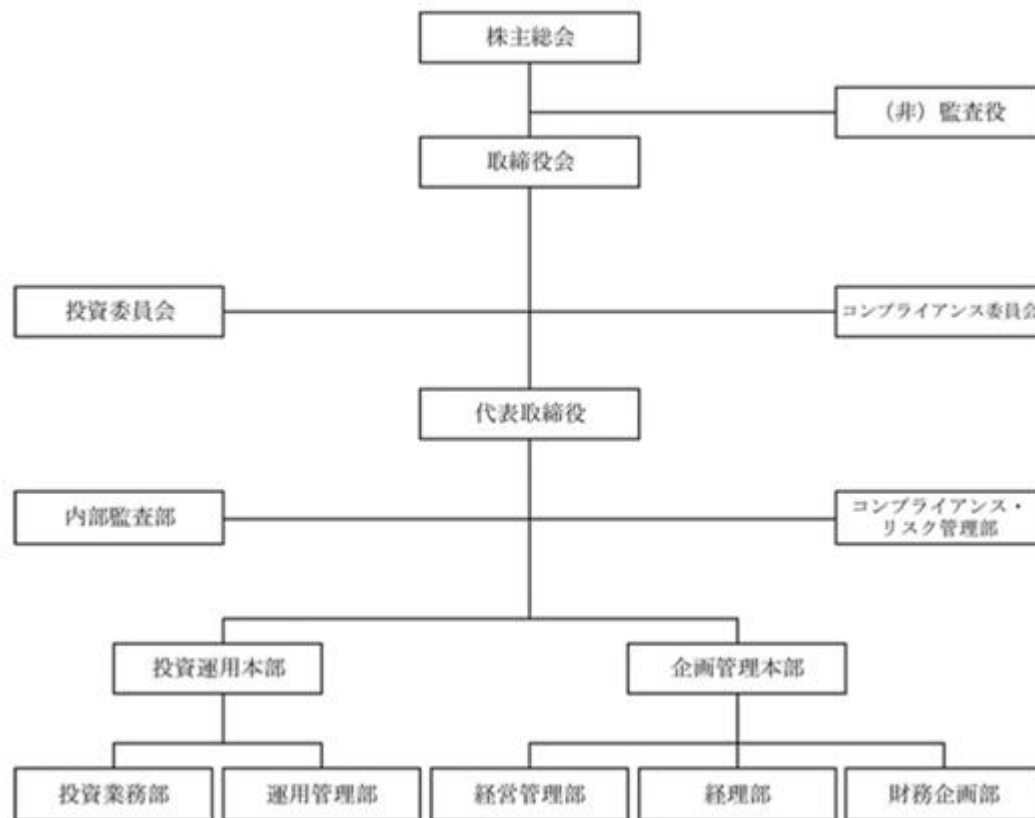 株主総会
（非）監査役
取締役会
投資委員会
コンプライアンス委員会
代表取締役
内部監査部
コンプライアンス・
リスク管理部
投資運用本部
企画管理本部
投資業務部
運用管理部
経営管理部
経理部
財務企画部